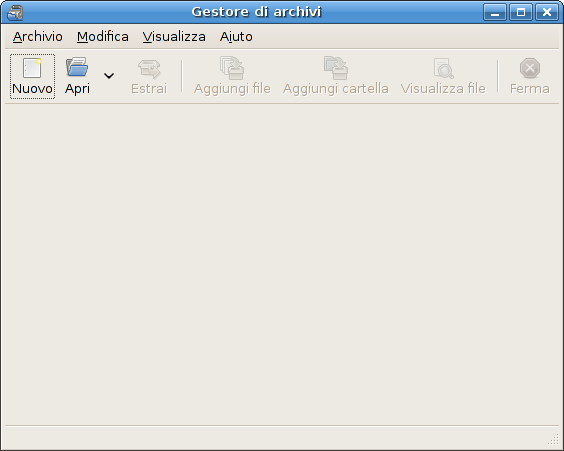 Gestore di archivi
Archivio Modifica Visualizza Aiuto
Nuovo Apri Estrai Aggiungi file Aggiungi cartella Visualizza file Ferma